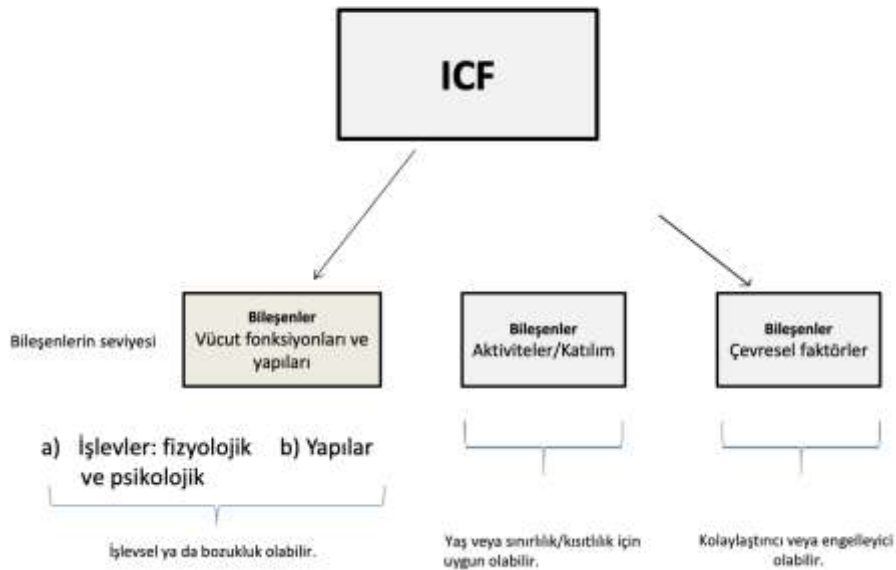 ICF
Bileşenlerin seviyesi
Bileşenler
Vücut fonksiyonları ve
yapıları
Bileşenler
Aktiviteler/Katılım
Bileşenler
Çevresel faktörler
a) İşlevler: fizyolojik
ve psikolojik
b) Yapılar
İşlevsel ya da bozukluk olabilir.
Yaş veya sınırlılık/kısıtlılık için
uygun olabilir.
Kolaylaştırıcı veya engelleyici
olabilir.